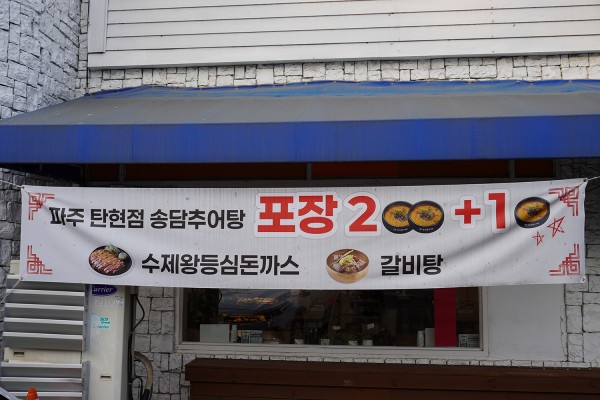 파주 탄현점 송담추어탕 포장 2 +1
수제왕등심돈까스 갈비탕
Carrier